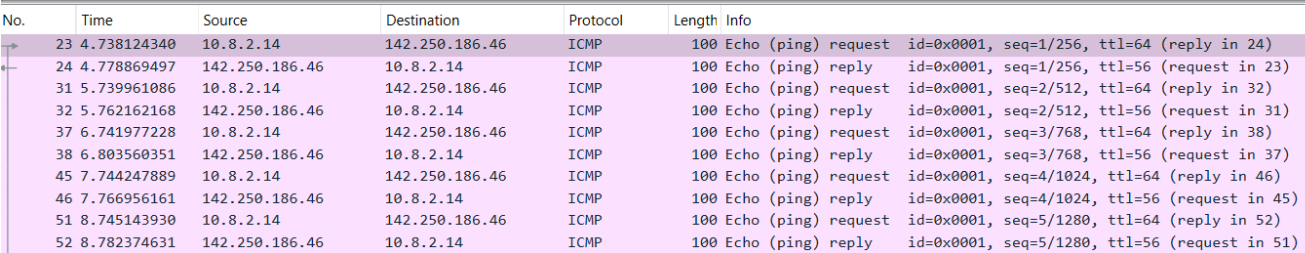 No. Time Source Destination Protocol Length Info
23 4.738124340 10.8.2.14 142.250.186.46 ICMP 100 Echo (ping) request id=0x0001, seq=1/256, ttl=64 (reply in 24)
24 4.778869497 142.250.186.46 10.8.2.14 ICMP 100 Echo (ping) reply id=0x0001, seq=1/256, ttl=56 (request in 23)
31 5.739961086 10.8.2.14 142.250.186.46 ICMP 100 Echo (ping) request id=0x0001, seq=2/512, ttl=64 (reply in 32)
32 5.762162168 142.250.186.46 10.8.2.14 ICMP 100 Echo (ping) reply id=0x0001, seq=2/512, ttl=56 (request in 31)
37 6.741977228 10.8.2.14 142.250.186.46 ICMP 100 Echo (ping) request id=0x0001, seq=3/768, ttl=64 (reply in 38)
38 6.803560351 142.250.186.46 10.8.2.14 ICMP 100 Echo (ping) reply id=0x0001, seq=3/768, ttl=56 (request in 37)
45 7.744247889 10.8.2.14 142.250.186.46 ICMP 100 Echo (ping) request id=0x0001, seq=4/1024, ttl=64 (reply in 46)
46 7.766956161 142.250.186.46 10.8.2.14 ICMP 100 Echo (ping) reply id=0x0001, seq=4/1024, ttl=56 (request in 45)
51 8.745143930 10.8.2.14 142.250.186.46 ICMP 100 Echo (ping) request id=0x0001, seq=5/1280, ttl=64 (reply in 52)
52 8.782374631 142.250.186.46 10.8.2.14 ICMP 100 Echo (ping) reply id=0x0001, seq=5/1280, ttl=56 (request in 51)